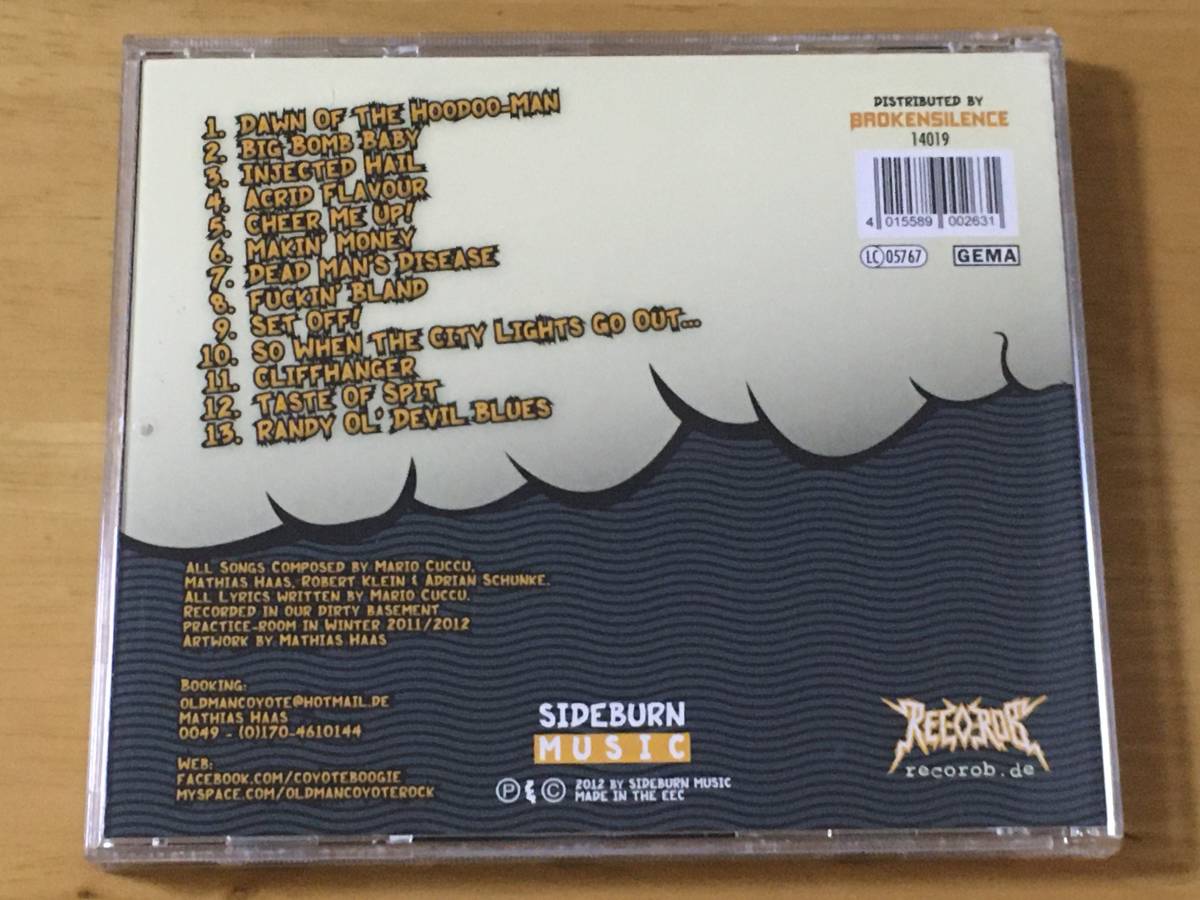 1. Dawn of the Hoodoo-Man
2. Big Bomb Baby
3. Injected Hail
4. Acrid Flavour
5. Cheer Me Up!
6. Makin' Money
7. Dead Man's Disease
8. Fuckin' Bland
9. Set Off!
10. So When The City Lights Go Out...
11. Cliffhanger
12. Taste of Spit
13. Randy Ol' Devil Blues
DISTRIBUTED BY
BROKENSILENCE
14019
4 015589 002631
LC 05767 GEMA
All Songs Composed by Mario Cuccu,
Mathias Haas, Robert Klein & Adrian Schunke.
All Lyrics written by Mario Cuccu.
Recorded in our dirty basement
practice-room in Winter 2011/2012
Artwork by Mathias Haas
Booking:
oldmancoyote@hotmail.de
Mathias Haas
0049 - (0)170-4610144
Web:
facebook.com/coyoteboogie
myspace.com/oldmancoyoterock
SIDEBURN
MUSIC
℗ & © 2012 BY SIDEBURN MUSIC
MADE IN THE EEC
RECOROB
recorob.de